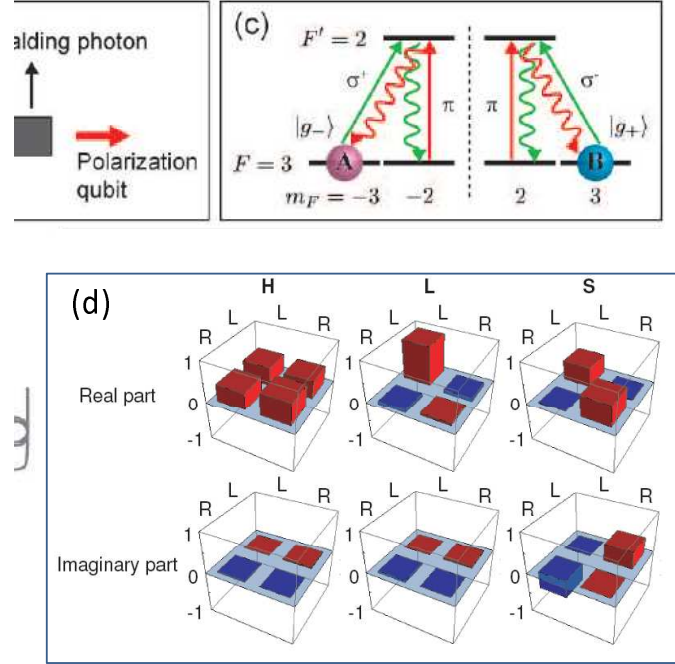 alding photon
Polarization
qubit
(c)
F' = 2
σ⁺ π π σ⁻
|g₋⟩ |g₊⟩
F = 3 A B
m_F = −3 −2 2 3
(d)
H L S
R L L R R L L R R L L R
Real part
1 1 1
0 0 0
-1 -1 -1
R L L R R L L R R L L R
Imaginary part
1 1 1
0 0 0
-1 -1 -1